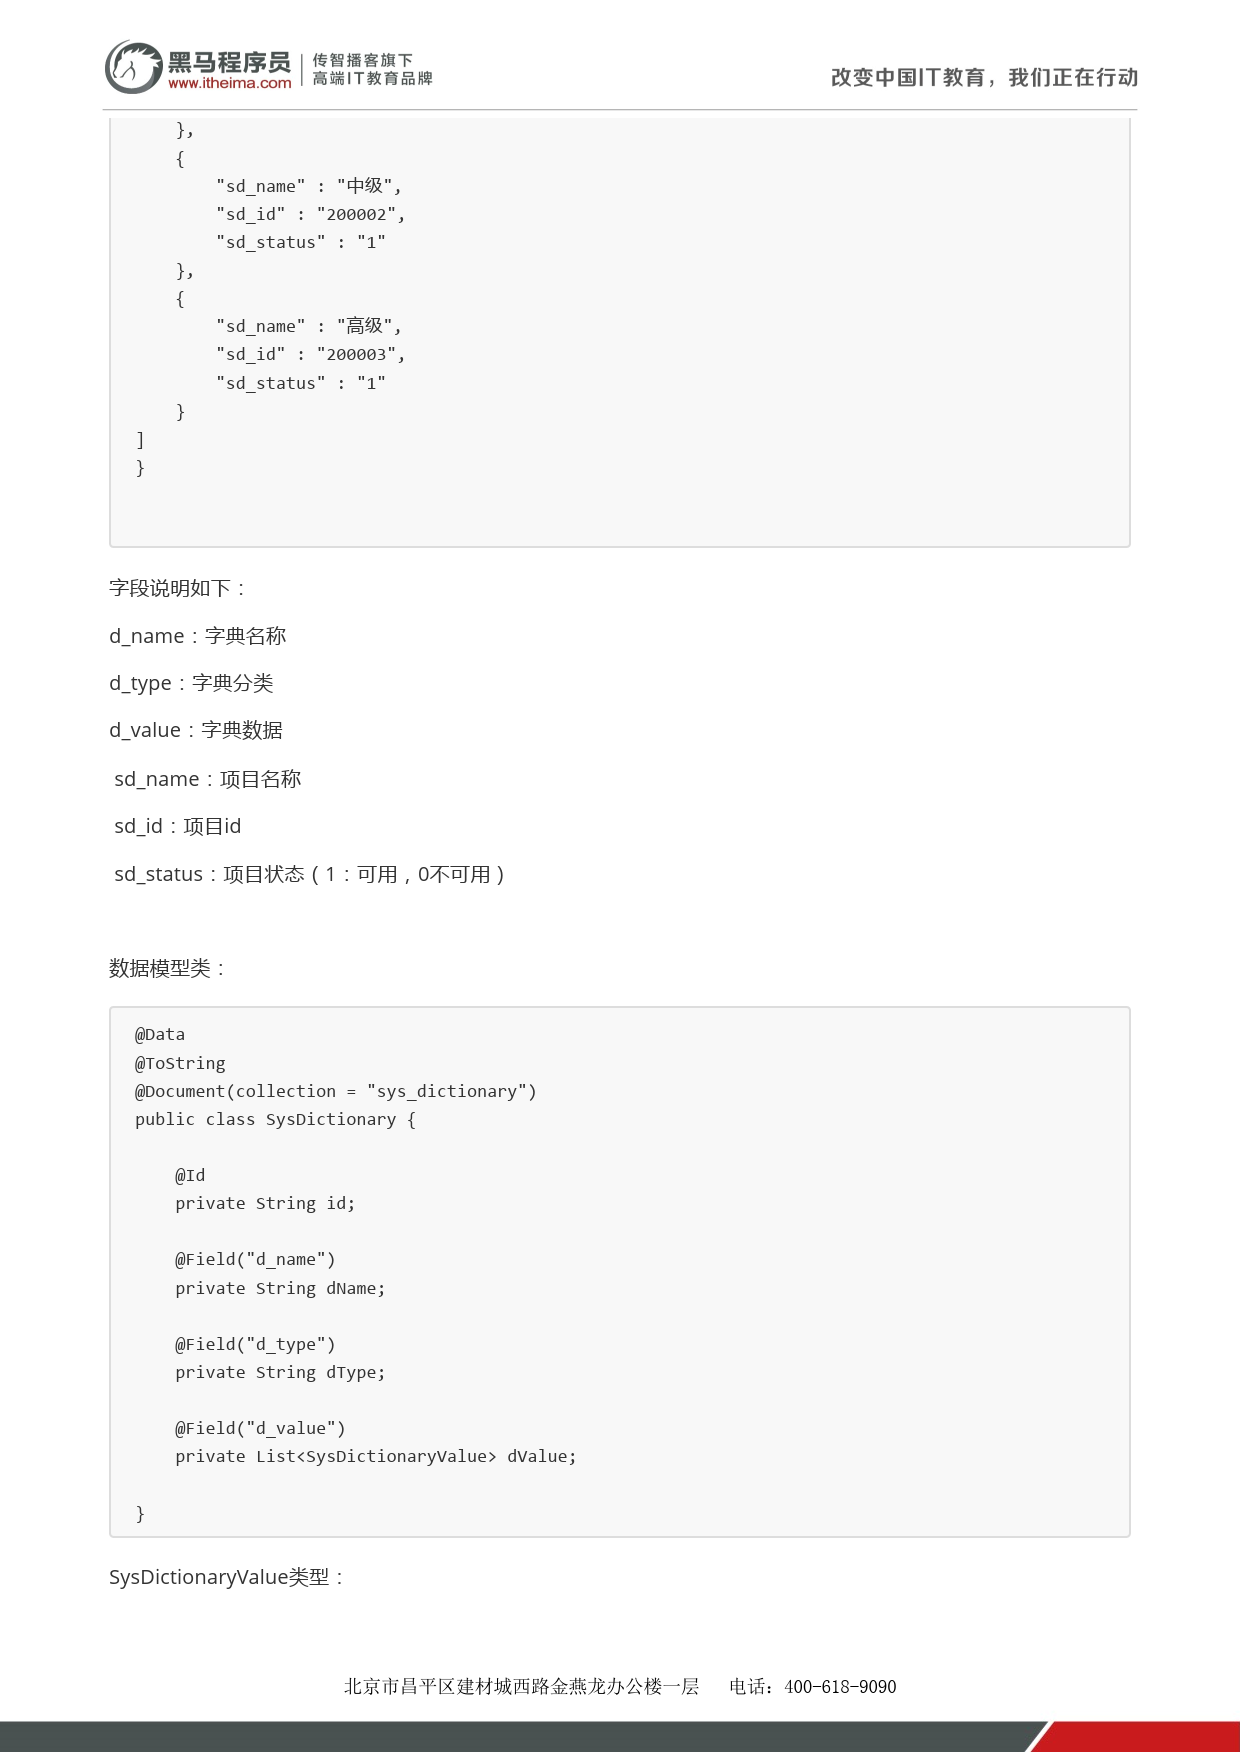 黑马程序员
www.itheima.com
传智播客旗下
高端IT教育品牌
改变中国IT教育，我们正在行动
    },
    {
        "sd_name" : "中级",
        "sd_id" : "200002",
        "sd_status" : "1"
    },
    {
        "sd_name" : "高级",
        "sd_id" : "200003",
        "sd_status" : "1"
    }
]
}
字段说明如下：
d_name：字典名称
d_type：字典分类
d_value：字典数据
sd_name：项目名称
sd_id：项目id
sd_status：项目状态（1：可用，0不可用）
数据模型类：
@Data
@ToString
@Document(collection = "sys_dictionary")
public class SysDictionary {
    @Id
    private String id;
    @Field("d_name")
    private String dName;
    @Field("d_type")
    private String dType;
    @Field("d_value")
    private List<SysDictionaryValue> dValue;
}
SysDictionaryValue类型：
北京市昌平区建材城西路金燕龙办公楼一层 电话：400-618-9090